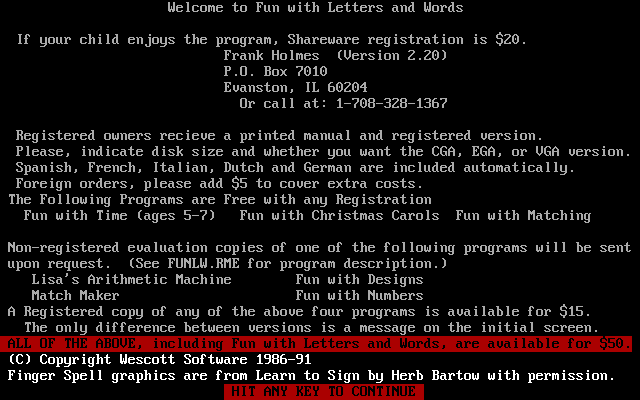 Welcome to Fun with Letters and Words
If your child enjoys the program, Shareware registration is $20.
Frank Holmes (Version 2.20)
P.O. Box 7010
Evanston, IL 60204
Or call at: 1-708-328-1367
Registered owners recieve a printed manual and registered version.
Please, indicate disk size and whether you want the CGA, EGA, or VGA version.
Spanish, French, Italian, Dutch and German are included automatically.
Foreign orders, please add $5 to cover extra costs.
The Following Programs are Free with any Registration
Fun with Time (ages 5-7) Fun with Christmas Carols Fun with Matching
Non-registered evaluation copies of one of the following programs will be sent
upon request. (See FUNLW.RME for program description.)
Lisa's Arithmetic Machine Fun with Designs
Match Maker Fun with Numbers
A Registered copy of any of the above four programs is available for $15.
The only difference between versions is a message on the initial screen.
ALL OF THE ABOVE, including Fun with Letters and Words, are available for $50.
(C) Copyright Wescott Software 1986-91
Finger Spell graphics are from Learn to Sign by Herb Bartow with permission.
HIT ANY KEY TO CONTINUE